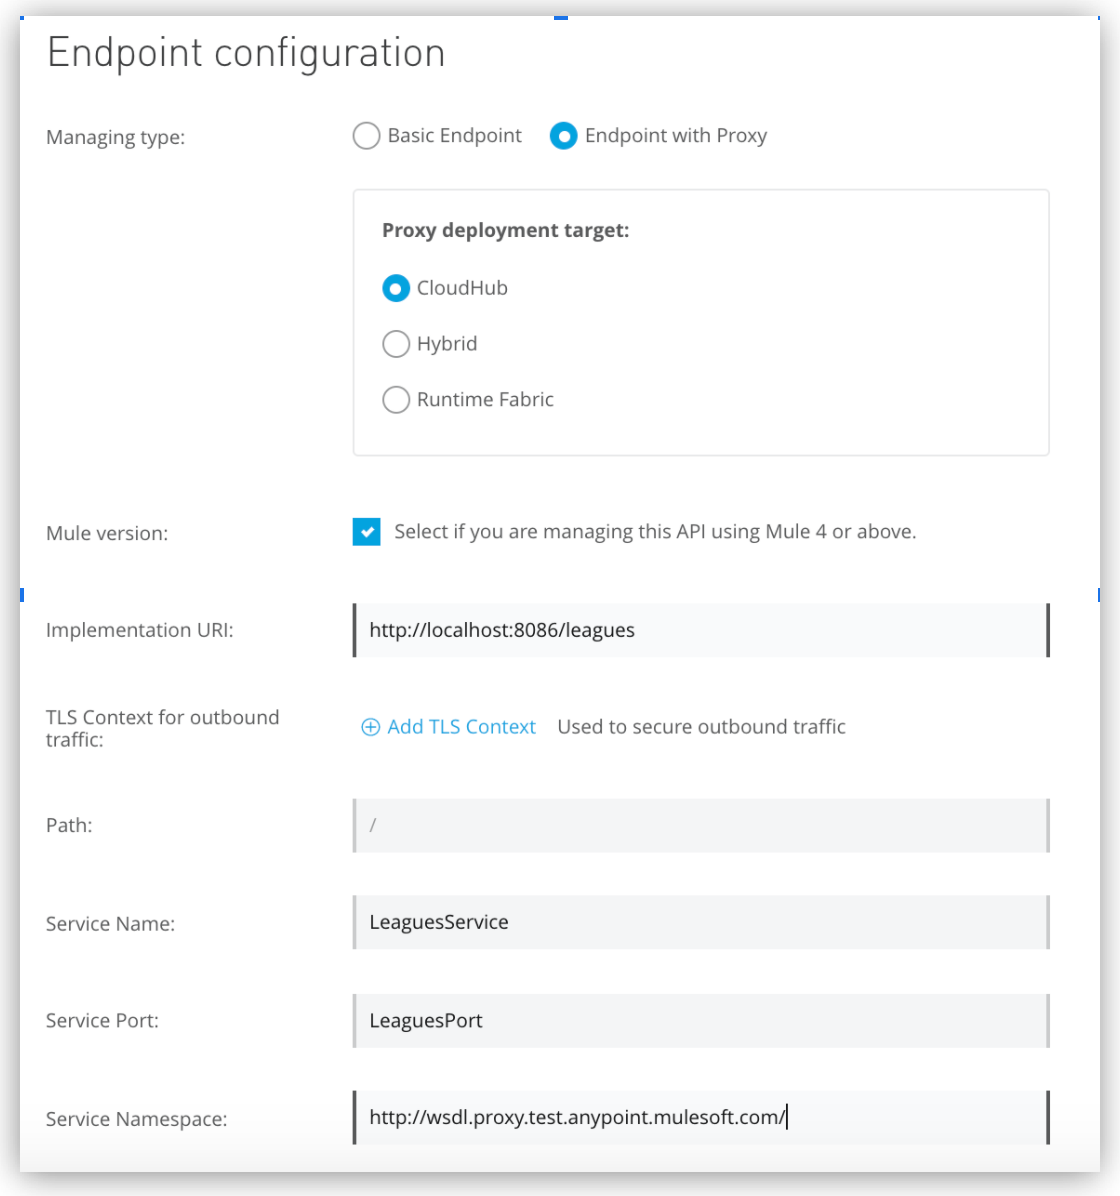 Endpoint configuration
Managing type:
Basic Endpoint
Endpoint with Proxy
Proxy deployment target:
CloudHub
Hybrid
Runtime Fabric
Mule version:
Select if you are managing this API using Mule 4 or above.
Implementation URI:
http://localhost:8086/leagues
TLS Context for outbound
traffic:
Add TLS Context
Used to secure outbound traffic
Path:
/
Service Name:
LeaguesService
Service Port:
LeaguesPort
Service Namespace:
http://wsdl.proxy.test.anypoint.mulesoft.com/